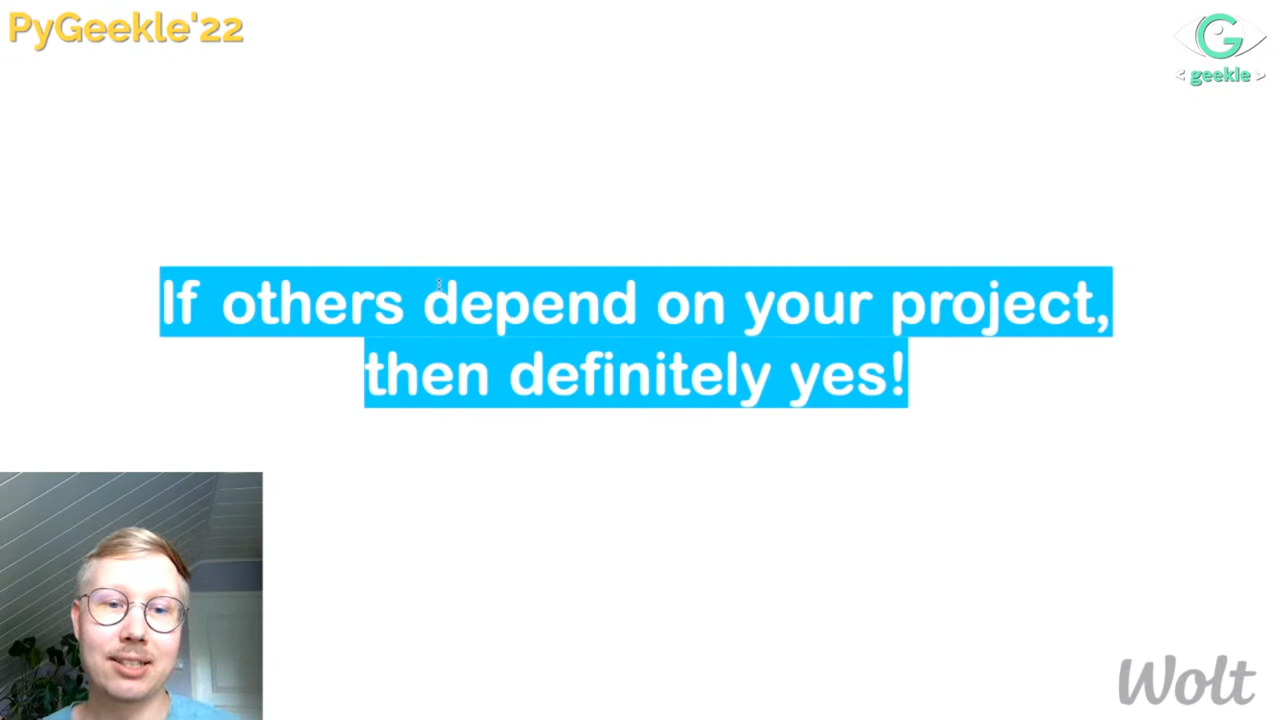 PyGeekle'22
G
< geekle >
If others depend on your project,
then definitely yes!
Wolt